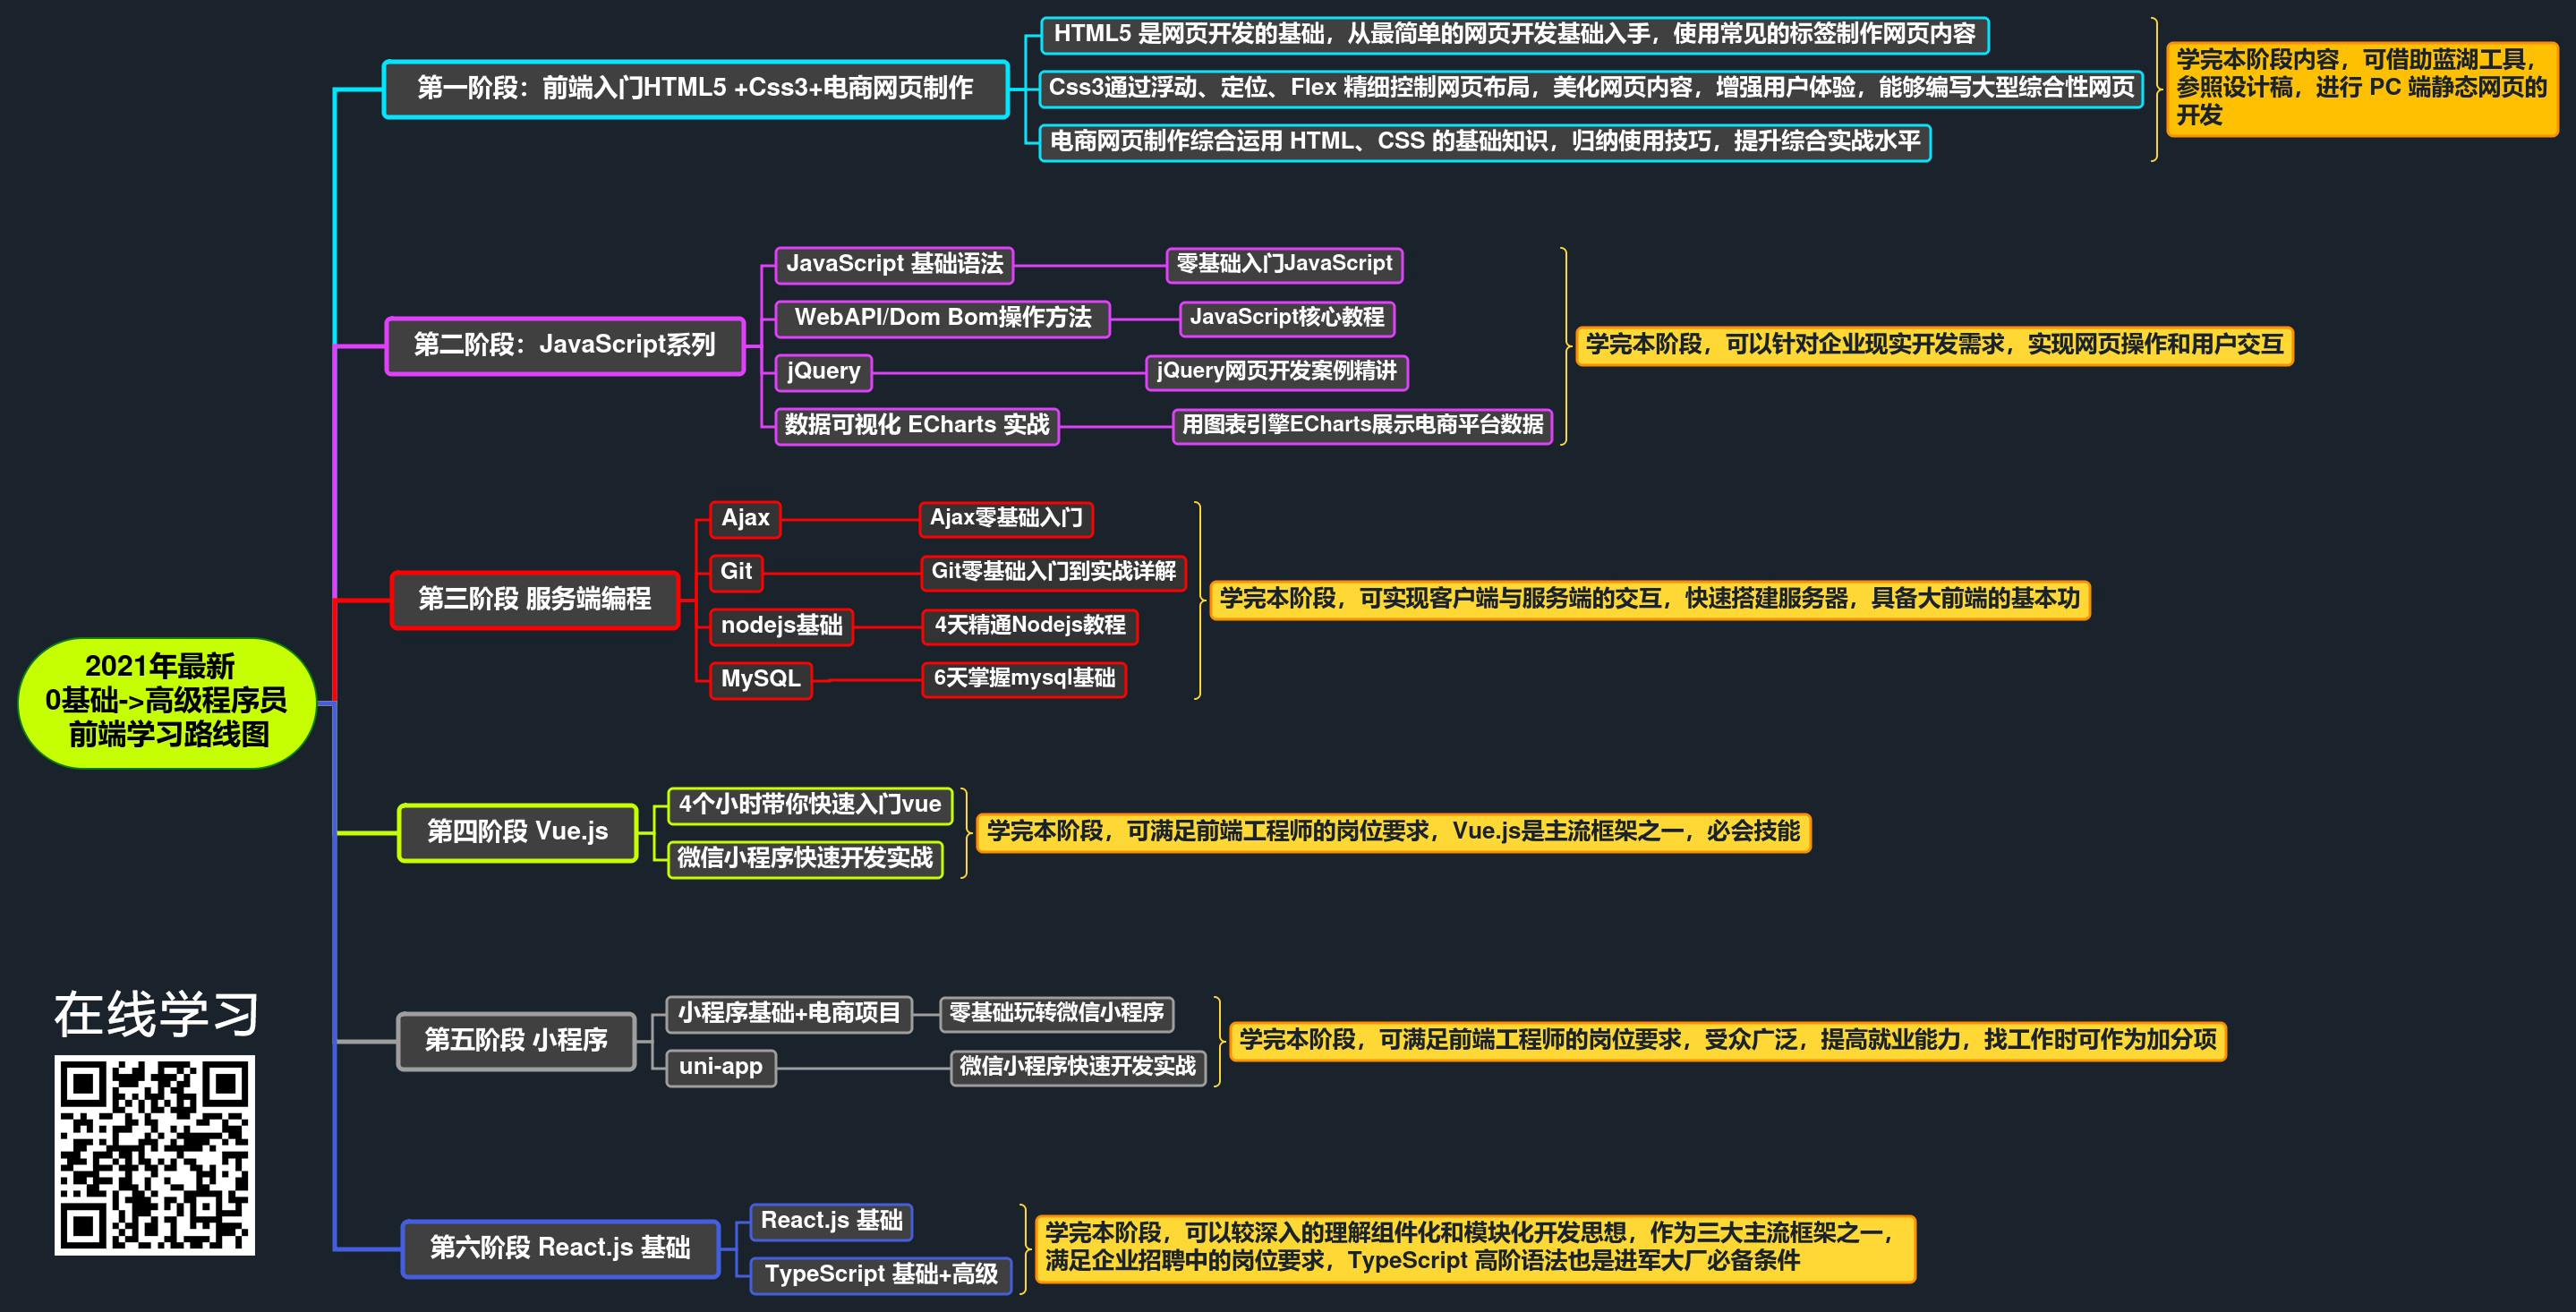 2021年最新
0基础->高级程序员
前端学习路线图
第一阶段：前端入门HTML5 +Css3+电商网页制作
HTML5 是网页开发的基础，从最简单的网页开发基础入手，使用常见的标签制作网页内容
Css3通过浮动、定位、Flex 精细控制网页布局，美化网页内容，增强用户体验，能够编写大型综合性网页
电商网页制作综合运用 HTML、CSS 的基础知识，归纳使用技巧，提升综合实战水平
学完本阶段内容，可借助蓝湖工具，
参照设计稿，进行 PC 端静态网页的
开发
第二阶段：JavaScript系列
JavaScript 基础语法
零基础入门JavaScript
WebAPI/Dom Bom操作方法
JavaScript核心教程
jQuery
jQuery网页开发案例精讲
数据可视化 ECharts 实战
用图表引擎ECharts展示电商平台数据
学完本阶段，可以针对企业现实开发需求，实现网页操作和用户交互
第三阶段 服务端编程
Ajax
Ajax零基础入门
Git
Git零基础入门到实战详解
nodejs基础
4天精通Nodejs教程
MySQL
6天掌握mysql基础
学完本阶段，可实现客户端与服务端的交互，快速搭建服务器，具备大前端的基本功
第四阶段 Vue.js
4个小时带你快速入门vue
微信小程序快速开发实战
学完本阶段，可满足前端工程师的岗位要求，Vue.js是主流框架之一，必会技能
第五阶段 小程序
小程序基础+电商项目
零基础玩转微信小程序
uni-app
微信小程序快速开发实战
学完本阶段，可满足前端工程师的岗位要求，受众广泛，提高就业能力，找工作时可作为加分项
第六阶段 React.js 基础
React.js 基础
TypeScript 基础+高级
学完本阶段，可以较深入的理解组件化和模块化开发思想，作为三大主流框架之一，
满足企业招聘中的岗位要求，TypeScript 高阶语法也是进军大厂必备条件
在线学习